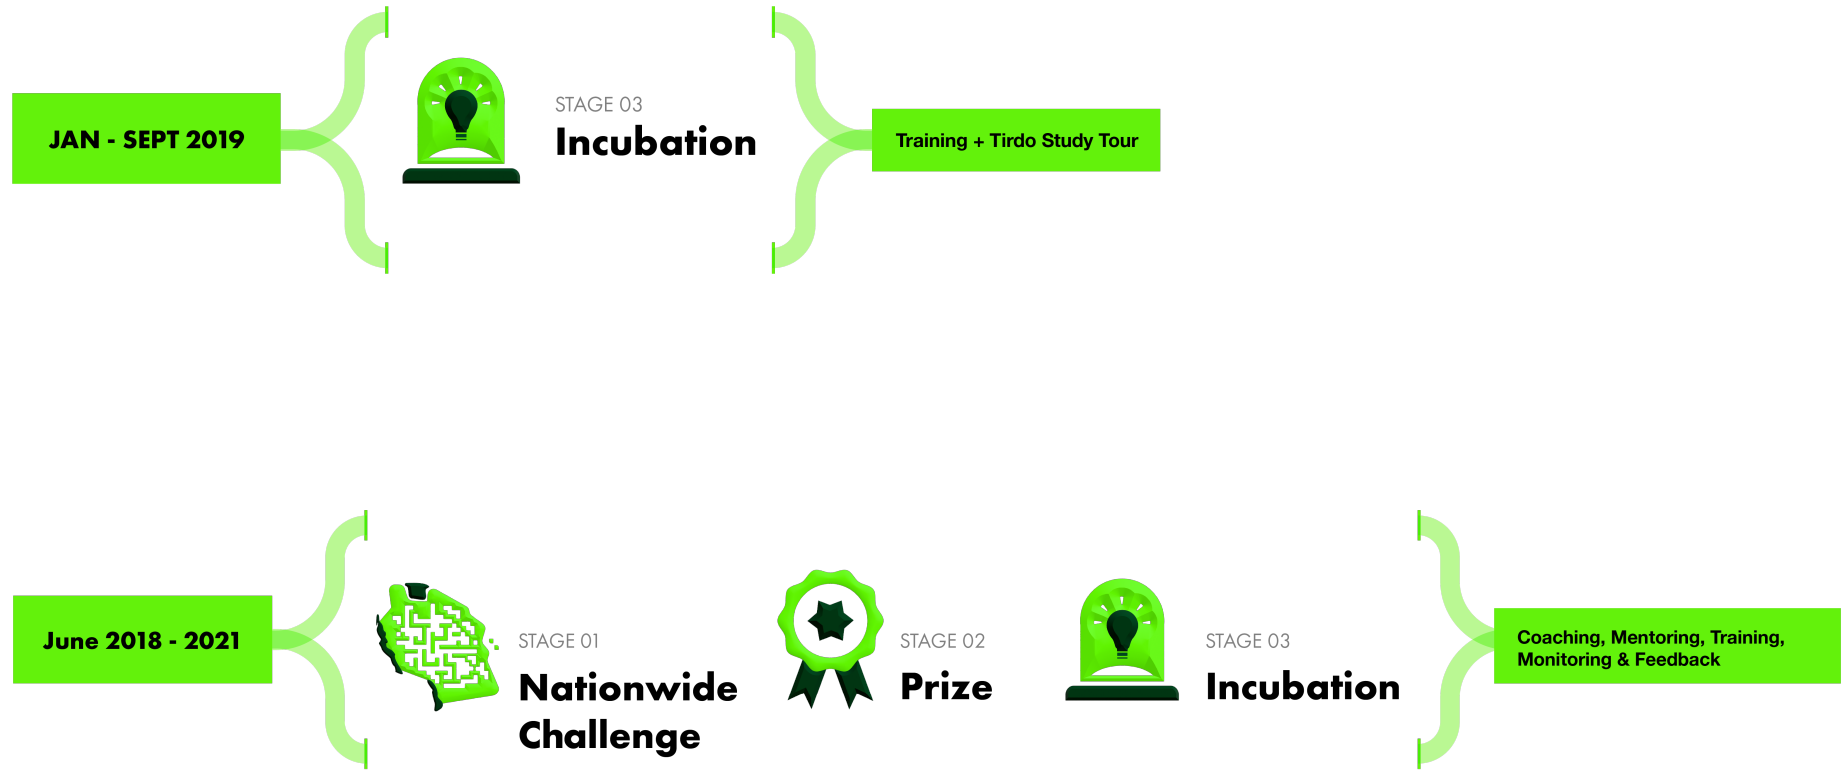 JAN - SEPT 2019
STAGE 03
Incubation
Training + Tirdo Study Tour
June 2018 - 2021
STAGE 01
Nationwide
Challenge
STAGE 02
Prize
STAGE 03
Incubation
Coaching, Mentoring, Training,
Monitoring & Feedback